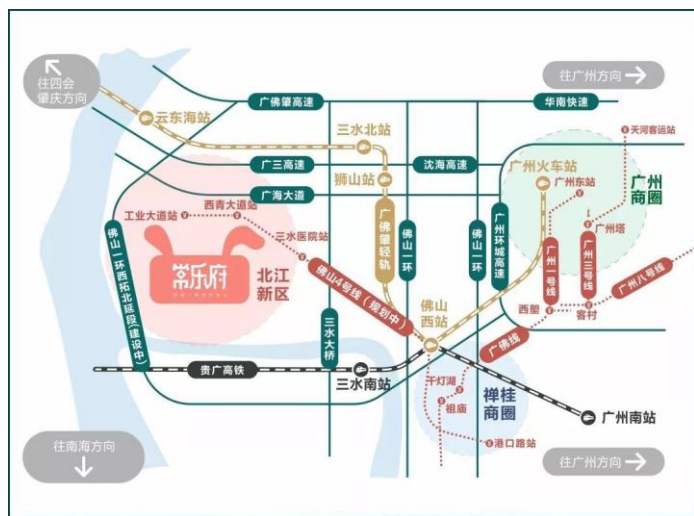 往四会
肇庆方向
往广州方向
广佛肇高速
华南快速
云东海站
三水北站
天河客运站
广三高速
沈海高速
广州火车站
狮山站
广州东站
广州
商圈
广海大道
西青大道站
工业大道站
三水医院站
广州塔
常乐府
北江
新区
佛山一环西拓北延段(建设中)
广佛肇轻轨
佛山一环
佛山一环
广州环城高速
广州一号线
广州三号线
广州八号线
佛山4号线(规划中)
佛山
西站
西塱
客村
三水大桥
广佛线
贵广高铁
三水南站
千灯湖
禅桂
商圈
祖庙
广州南站
港口路站
往南海方向
往广州方向